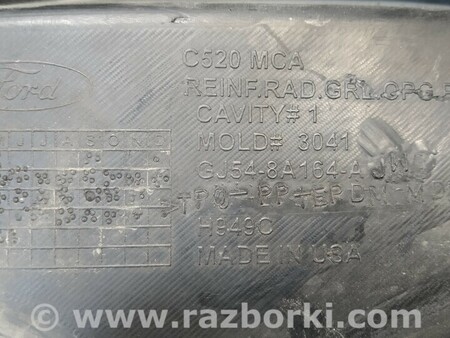 Ford
C520 MCA
REINF.RAD.GRL.OPG.
CAVITY# 1
MOLD# 3041
J J A S O N
GJ54-8A164-A
H949C
MADE IN USA
www.razborki.com